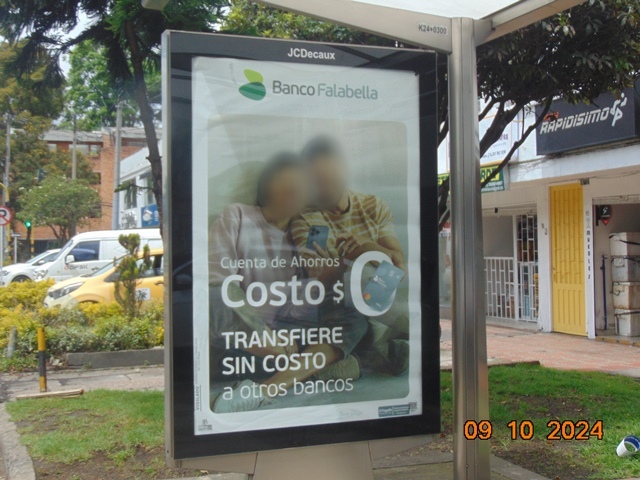 K24+0300
JCDecaux
Banco Falabella
RAPIDISIMO
Cuenta de Ahorros
Costo $0
TRANSFIERE
SIN COSTO
a otros bancos
09 10 2024